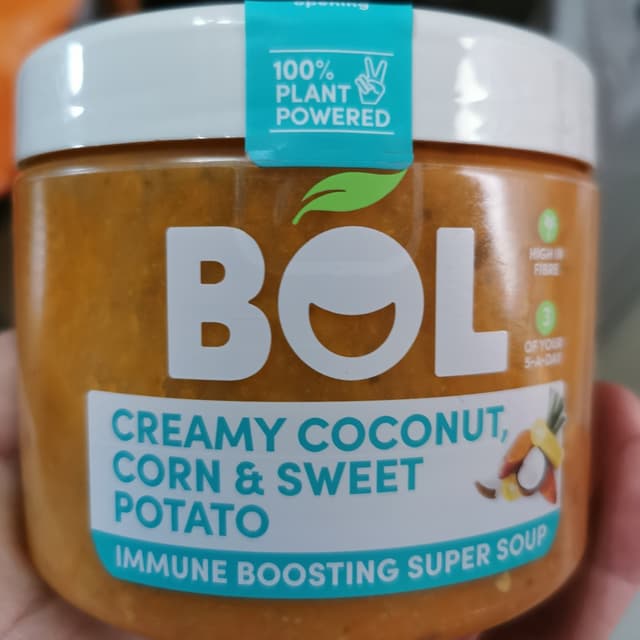 100%
PLANT
POWERED
BOL
HIGH IN
FIBRE
3
OF YOUR
5-A-DAY
CREAMY COCONUT,
CORN & SWEET
POTATO
IMMUNE BOOSTING SUPER SOUP